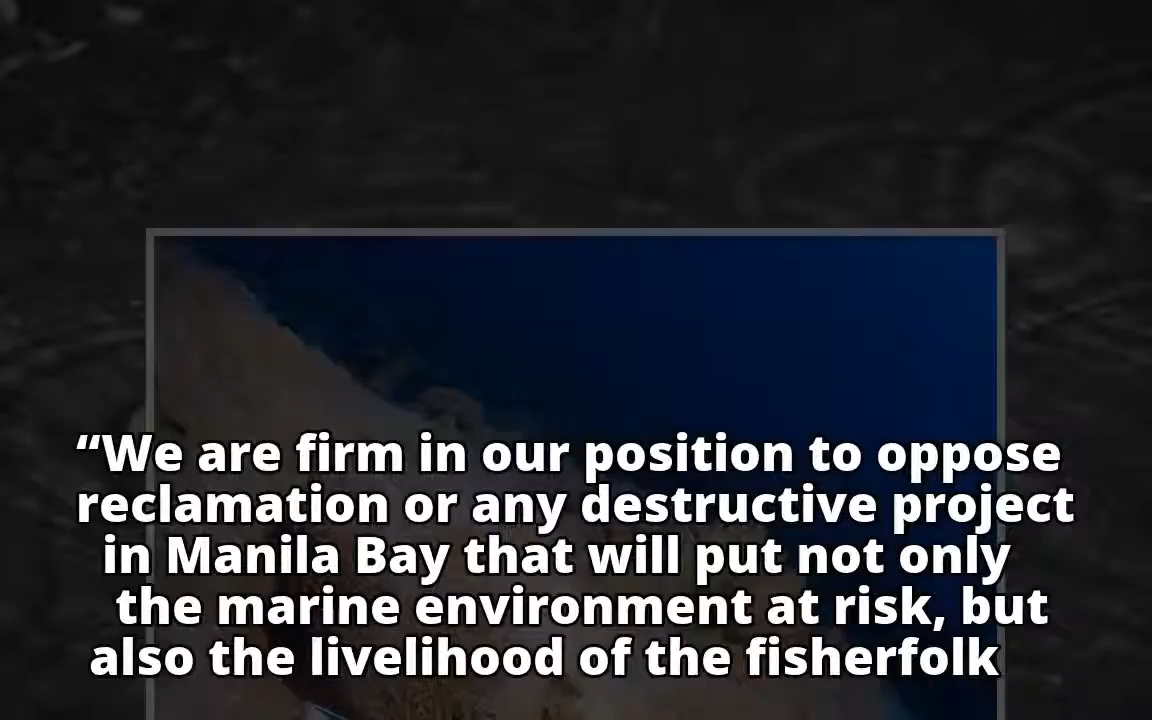 “We are firm in our position to oppose
reclamation or any destructive project
in Manila Bay that will put not only
the marine environment at risk, but
also the livelihood of the fisherfolk